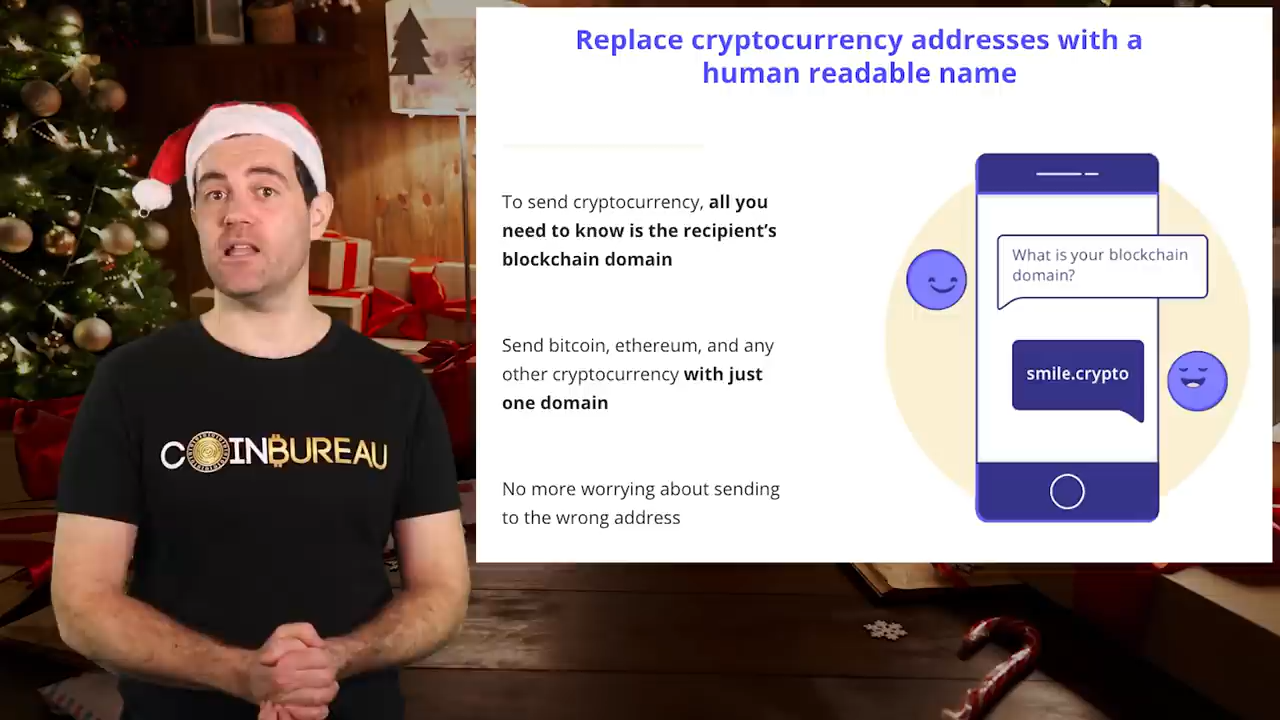 Replace cryptocurrency addresses with a
human readable name
To send cryptocurrency, all you
need to know is the recipient's
blockchain domain
Send bitcoin, ethereum, and any
other cryptocurrency with just
one domain
No more worrying about sending
to the wrong address
What is your blockchain
domain?
smile.crypto
COINBUREAU